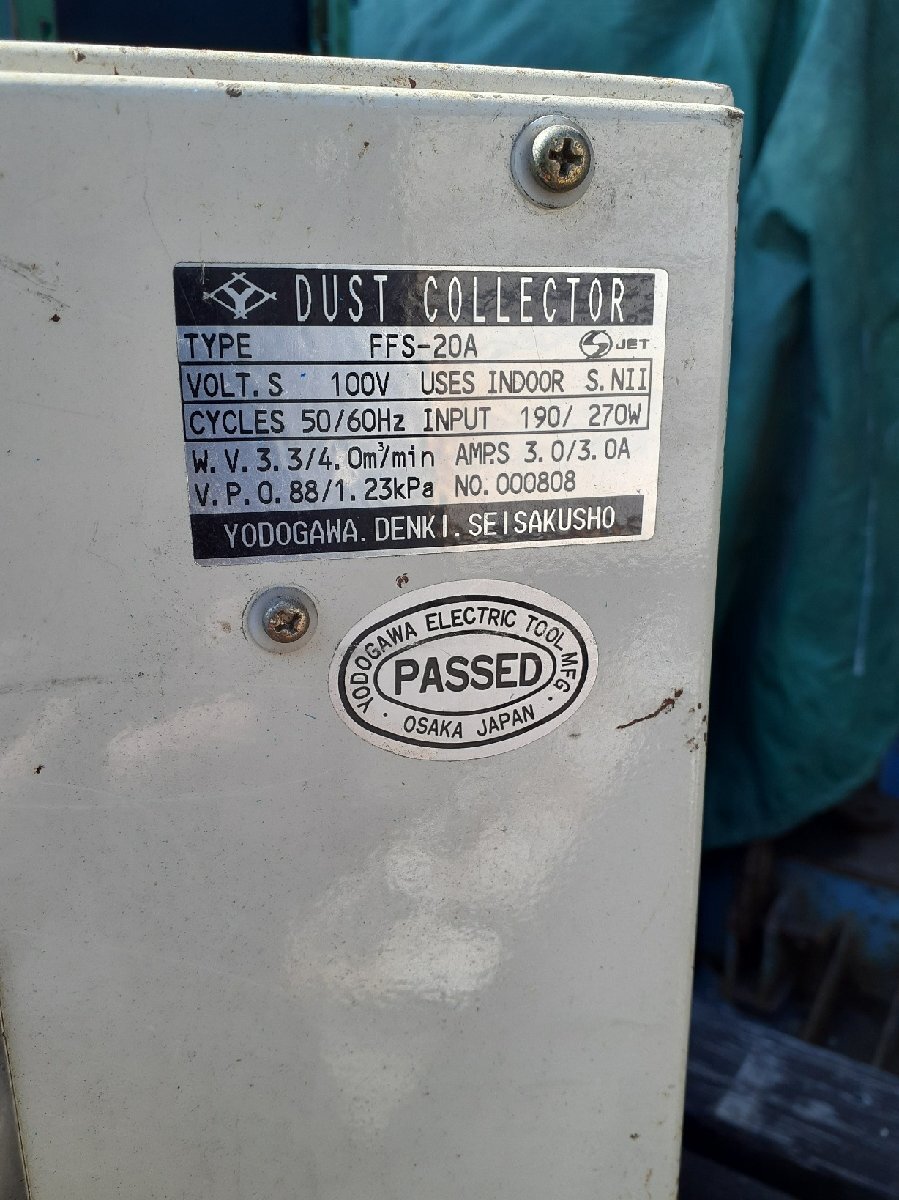 Y DUST COLLECTOR
TYPE FFS-20A S JET
VOLT.S 100V USES INDOOR S.NII
CYCLES 50/60Hz INPUT 190/ 270W
W.V.3.3/4.0m³/min AMPS 3.0/3.0A
V.P.0.88/1.23kPa NO.000808
YODOGAWA.DENKI.SEISAKUSHO
YODOGAWA ELECTRIC TOOL MFG.
PASSED
· OSAKA JAPAN ·